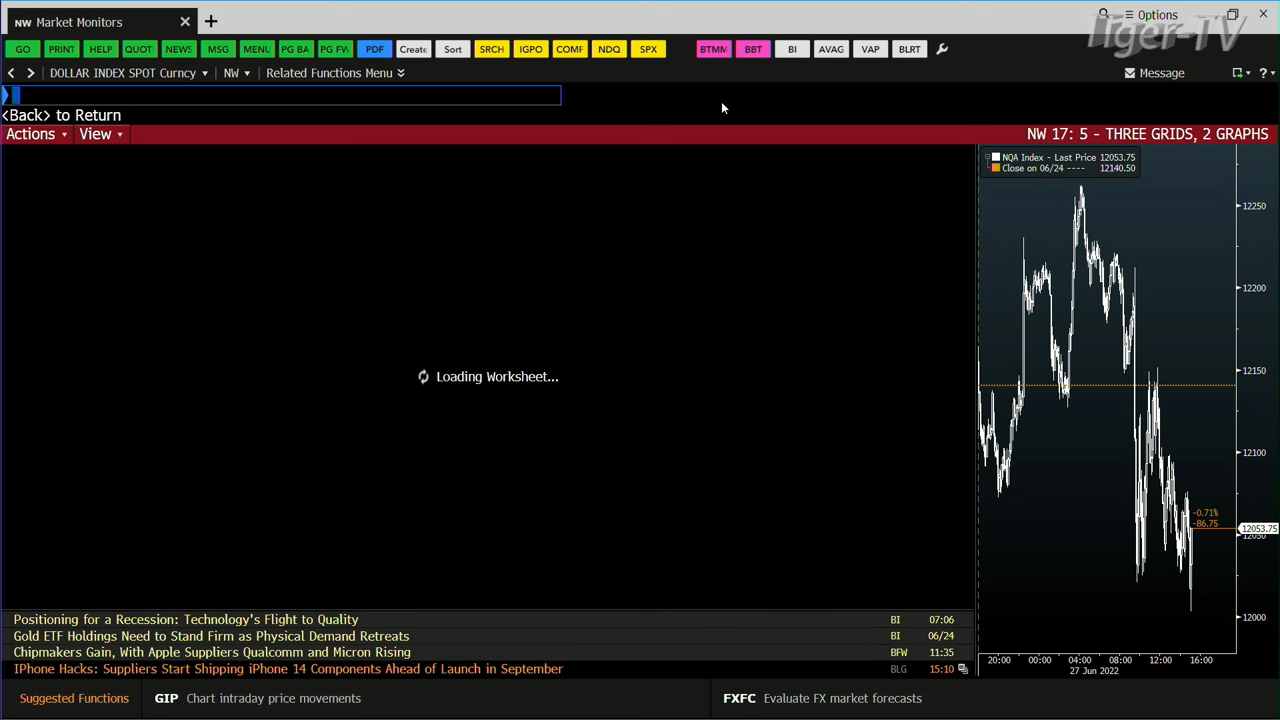 NW Market Monitors
Options
Tiger-TV
GO PRINT HELP QUOT NEWS MSG MENU PG BA PG FW PDF Create Sort SRCH IGPO COMF NDQ SPX BTMM BBT BI AVAG VAP BLRT
DOLLAR INDEX SPOT Curncy NW Related Functions Menu Message
<Back> to Return
Actions View NW 17: 5 - THREE GRIDS, 2 GRAPHS
NQA Index - Last Price 12053.75
Close on 06/24 ---- 12140.50
12250
12200
12150
12100
12050
12000
-0.71%
-86.75
12053.75
Loading Worksheet...
20:00 00:00 04:00 08:00 12:00 16:00
27 Jun 2022
Positioning for a Recession: Technology's Flight to Quality BI 07:06
Gold ETF Holdings Need to Stand Firm as Physical Demand Retreats BI 06/24
Chipmakers Gain, With Apple Suppliers Qualcomm and Micron Rising BFW 11:35
IPhone Hacks: Suppliers Start Shipping iPhone 14 Components Ahead of Launch in September BLG 15:10
Suggested Functions GIP Chart intraday price movements FXFC Evaluate FX market forecasts